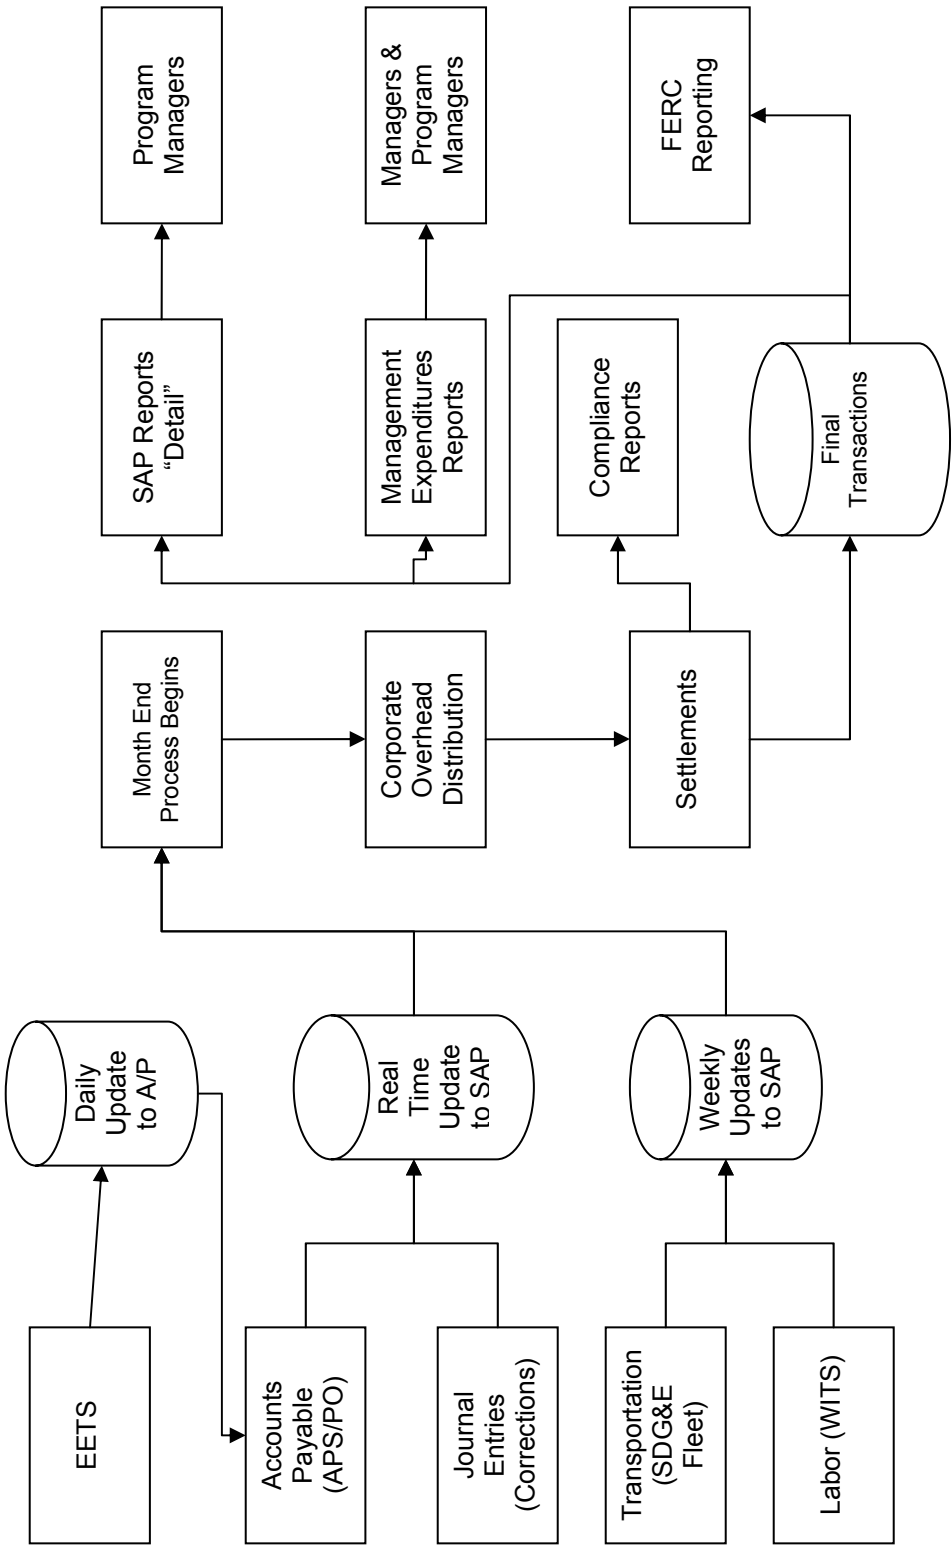 EETS
Daily
Update
to A/P
Month End
Process Begins
SAP Reports
“Detail”
Program
Managers
Accounts
Payable
(APS/PO)
Journal
Entries
(Corrections)
Real
Time
Update
to SAP
Corporate
Overhead
Distribution
Management
Expenditures
Reports
Managers &
Program
Managers
Transportation
(SDG&E
Fleet)
Labor (WITS)
Weekly
Updates
to SAP
Settlements
Compliance
Reports
Final
Transactions
FERC
Reporting